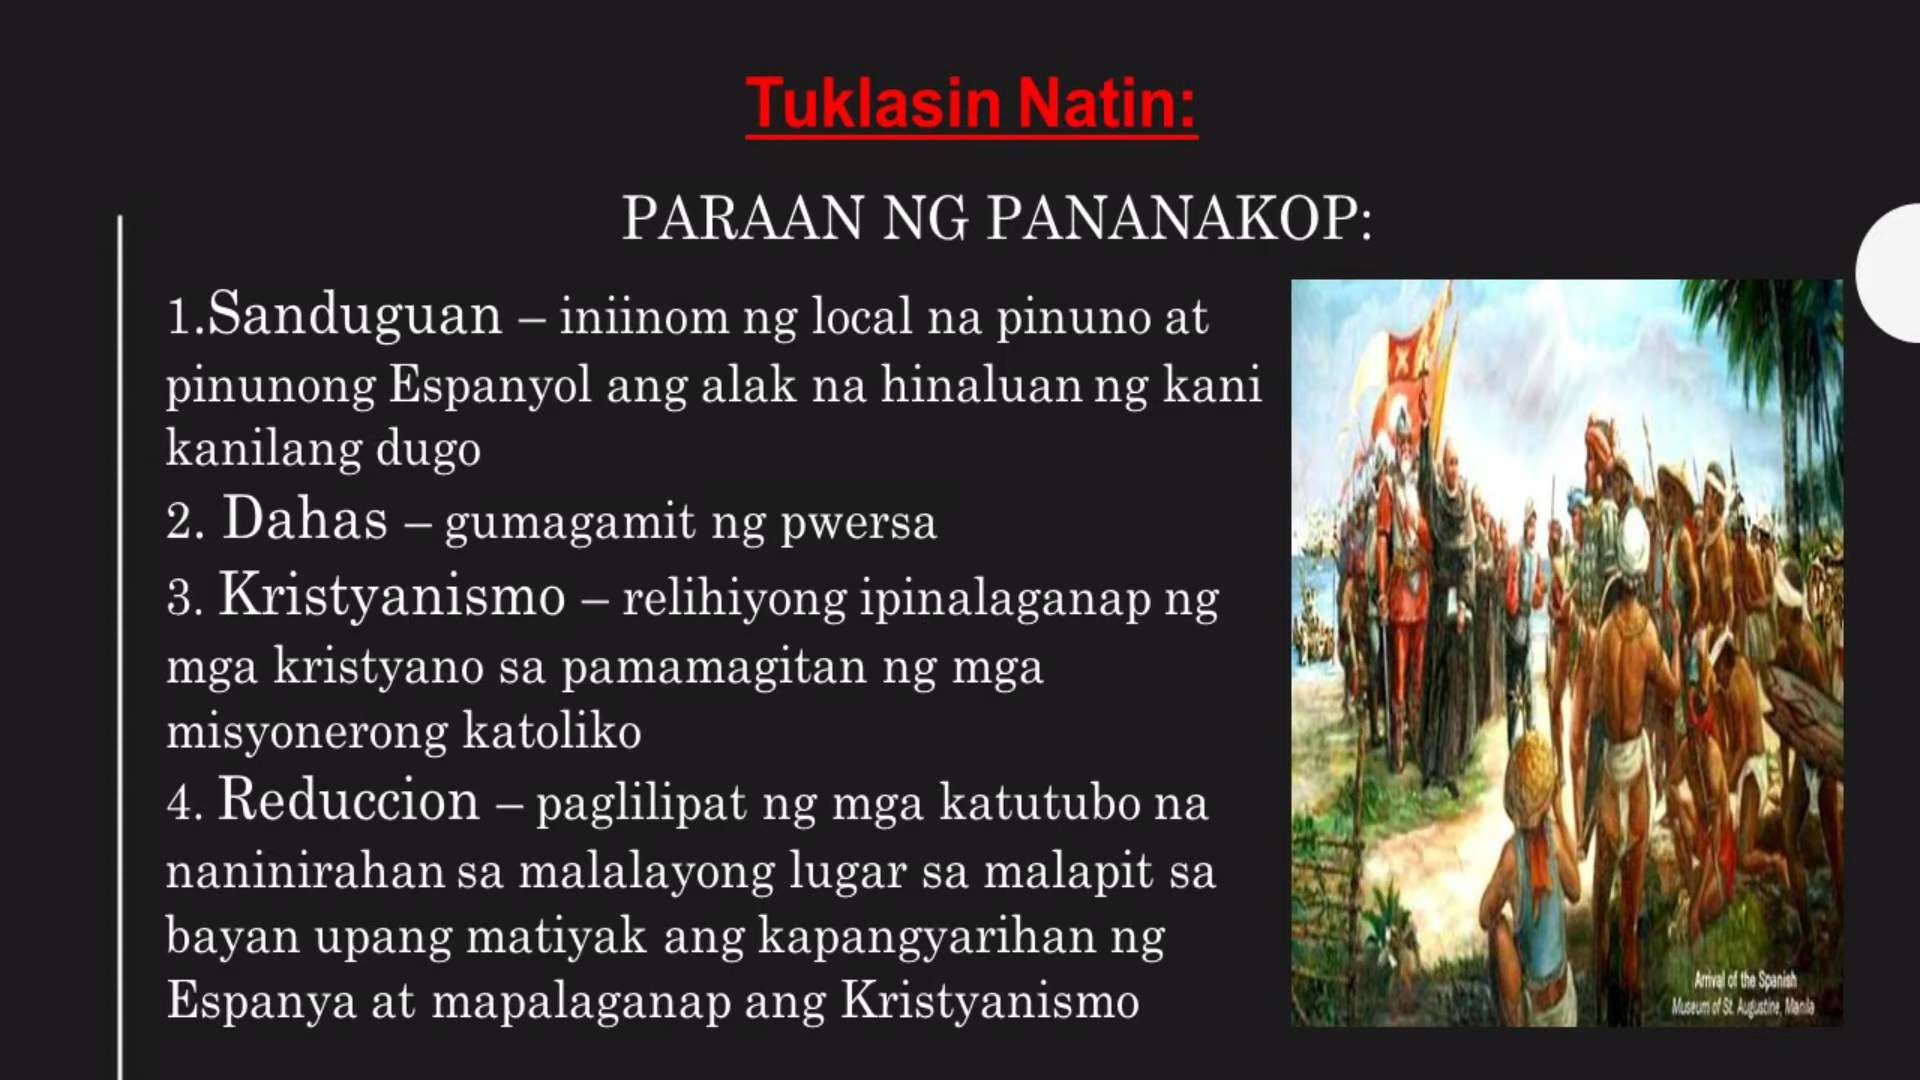 Tuklasin Natin:
PARAAN NG PANANAKOP:
1.Sanduguan – iniinom ng local na pinuno at
pinunong Espanyol ang alak na hinaluan ng kani
kanilang dugo
2. Dahas – gumagamit ng pwersa
3. Kristyanismo – relihiyong ipinalaganap ng
mga kristyano sa pamamagitan ng mga
misyonerong katoliko
4. Reduccion – paglilipat ng mga katutubo na
naninirahan sa malalayong lugar sa malapit sa
bayan upang matiyak ang kapangyarihan ng
Espanya at mapalaganap ang Kristyanismo
Arrival of the Spanish
Museum of St. Augustine, Manila